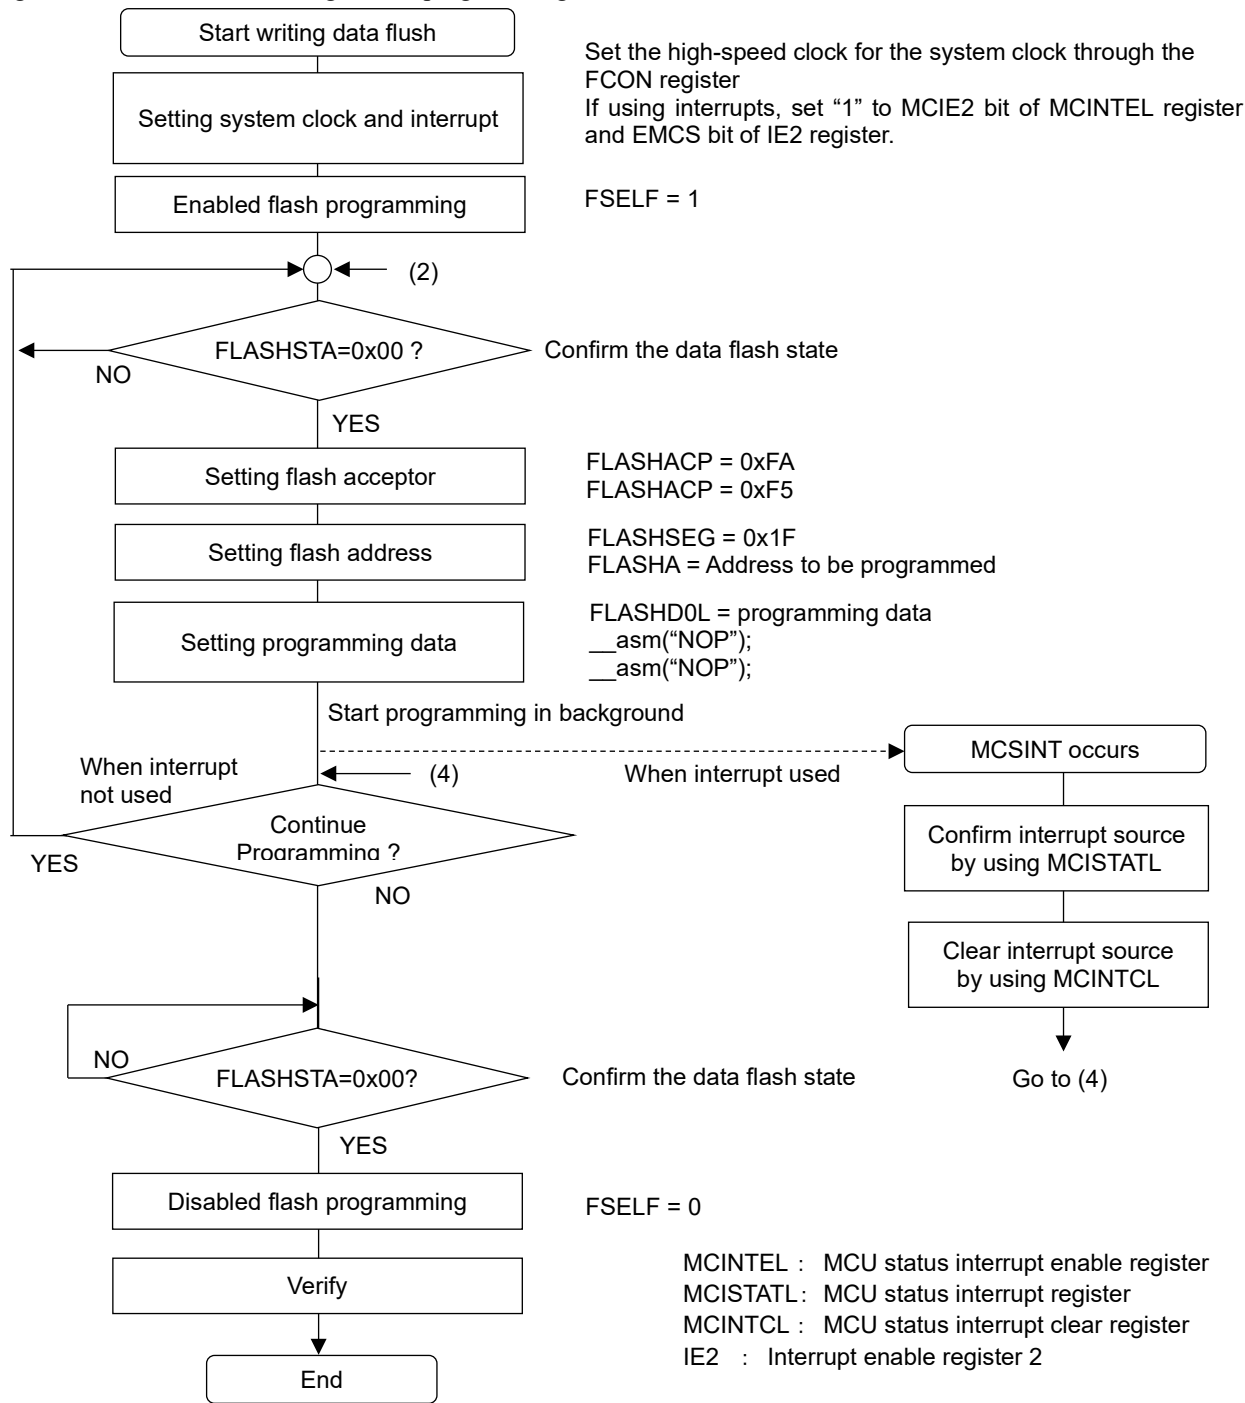 Start writing data flush
Set the high-speed clock for the system clock through the
FCON register
If using interrupts, set “1” to MCIE2 bit of MCINTEL register
and EMCS bit of IE2 register.
Setting system clock and interrupt
Enabled flash programming
FSELF = 1
(2)
FLASHSTA=0x00 ?
Confirm the data flash state
NO
YES
Setting flash acceptor
FLASHACP = 0xFA
FLASHACP = 0xF5
Setting flash address
FLASHSEG = 0x1F
FLASHA = Address to be programmed
Setting programming data
FLASHD0L = programming data
__asm(“NOP”);
__asm(“NOP”);
Start programming in background
When interrupt
not used
(4)
When interrupt used
MCSINT occurs
Continue
Programming ?
YES
NO
Confirm interrupt source
by using MCISTATL
Clear interrupt source
by using MCINTCL
Go to (4)
NO
FLASHSTA=0x00?
Confirm the data flash state
YES
Disabled flash programming
FSELF = 0
Verify
MCINTEL : MCU status interrupt enable register
MCISTATL: MCU status interrupt register
MCINTCL : MCU status interrupt clear register
IE2 : Interrupt enable register 2
End